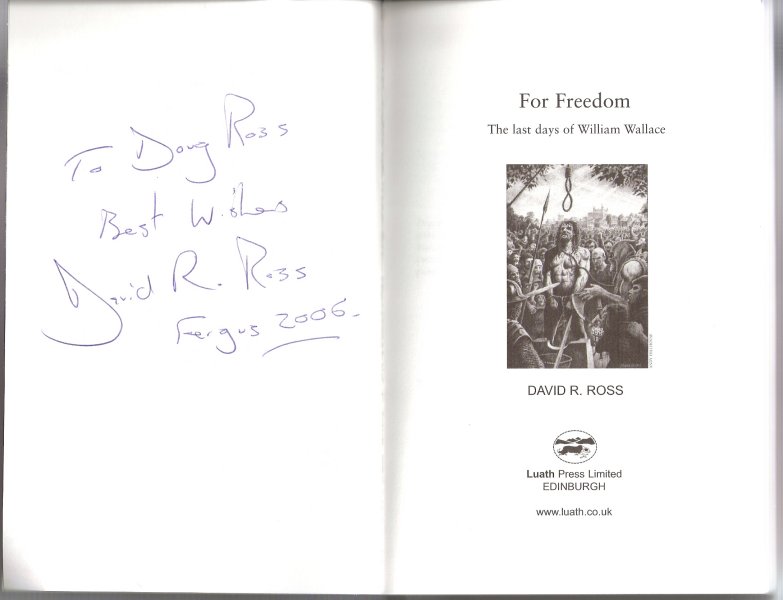 To Doug Ross
Best Wishes
David R. Ross
Fergus 2006.
For Freedom
The last days of William Wallace
DAVID R. ROSS
Luath Press Limited
EDINBURGH
www.luath.co.uk